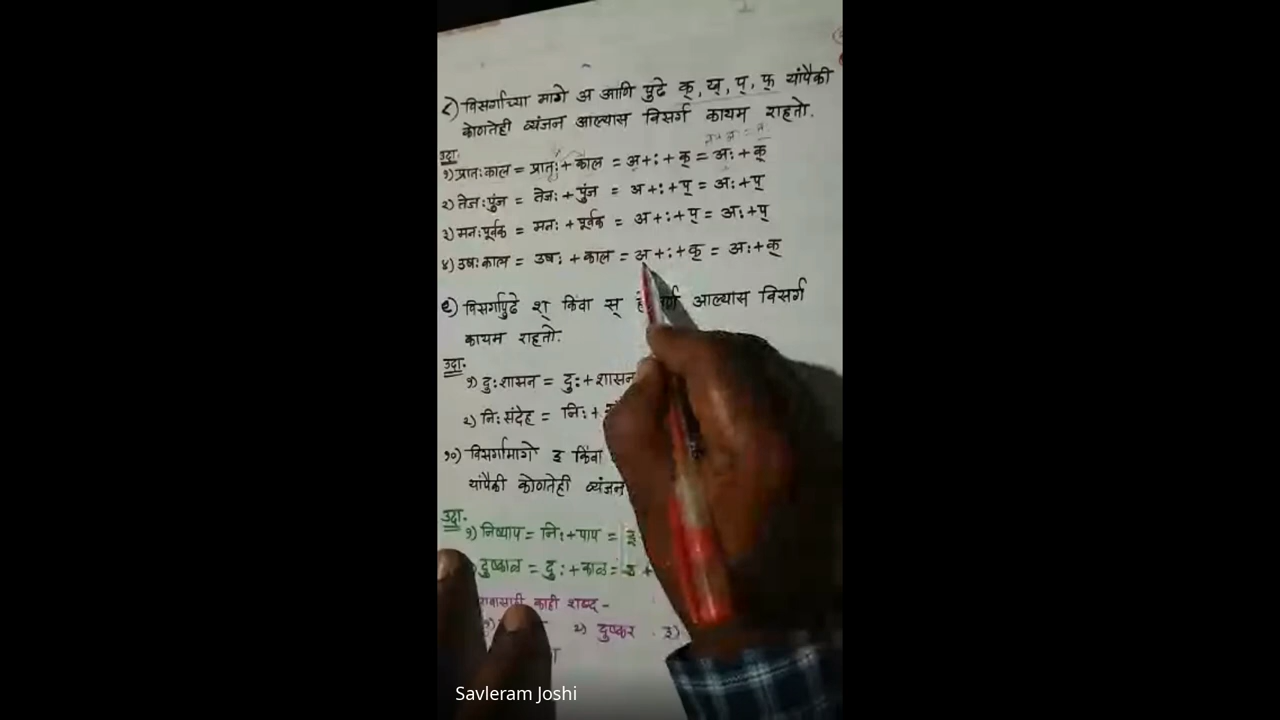 ८) विसर्गाच्या मागे अ आणि पुढे क्, ख्, प्, फ् यांपैकी
कोणतेही व्यंजन आल्यास विसर्ग कायम राहतो.
उदा.
१) प्रातःकाल = प्रातः + काल = अ + : + क् = अः + क्
२) तेजःपुंज = तेजः + पुंज = अ + : + प् = अः + प्
३) मनःपूर्वक = मनः + पूर्वक = अ + : + प् = अः + प्
४) उषःकाल = उषः + काल = अ + : + क् = अः + क्
९) विसर्गापुढे श् किंवा स् आल्यास विसर्ग
कायम राहतो.
उदा.
१) दुःशासन = दुः + शासन
२) निःसंदेह = निः +
१०) विसर्गामागे इ किंवा
यांपैकी कोणतेही व्यंजन
उदा.
१) निष्पाप = निः + पाप = इ
दुष्काळ = दुः + काळ = उ +
काही शब्द -
२) दुष्कर ३)
Savleram Joshi